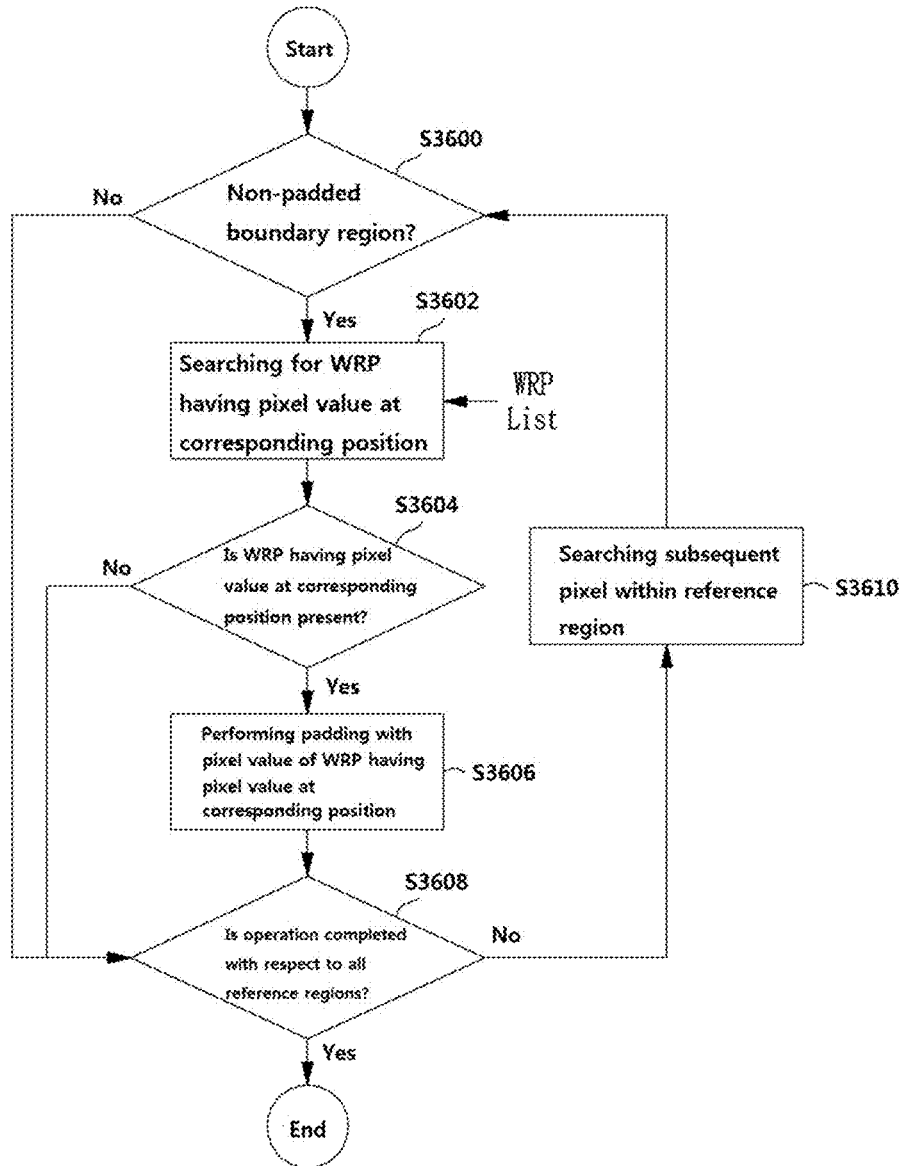 Start
S3600
No
Non-padded
boundary region?
S3602
Yes
Searching for WRP
having pixel value at
corresponding position
WRP
List
S3604
No
Is WRP having pixel
value at corresponding
position present?
Searching subsequent
pixel within reference
region
S3610
Yes
Performing padding with
pixel value of WRP having
pixel value at
corresponding position
S3606
S3608
Is operation completed
with respect to all
reference regions?
No
Yes
End